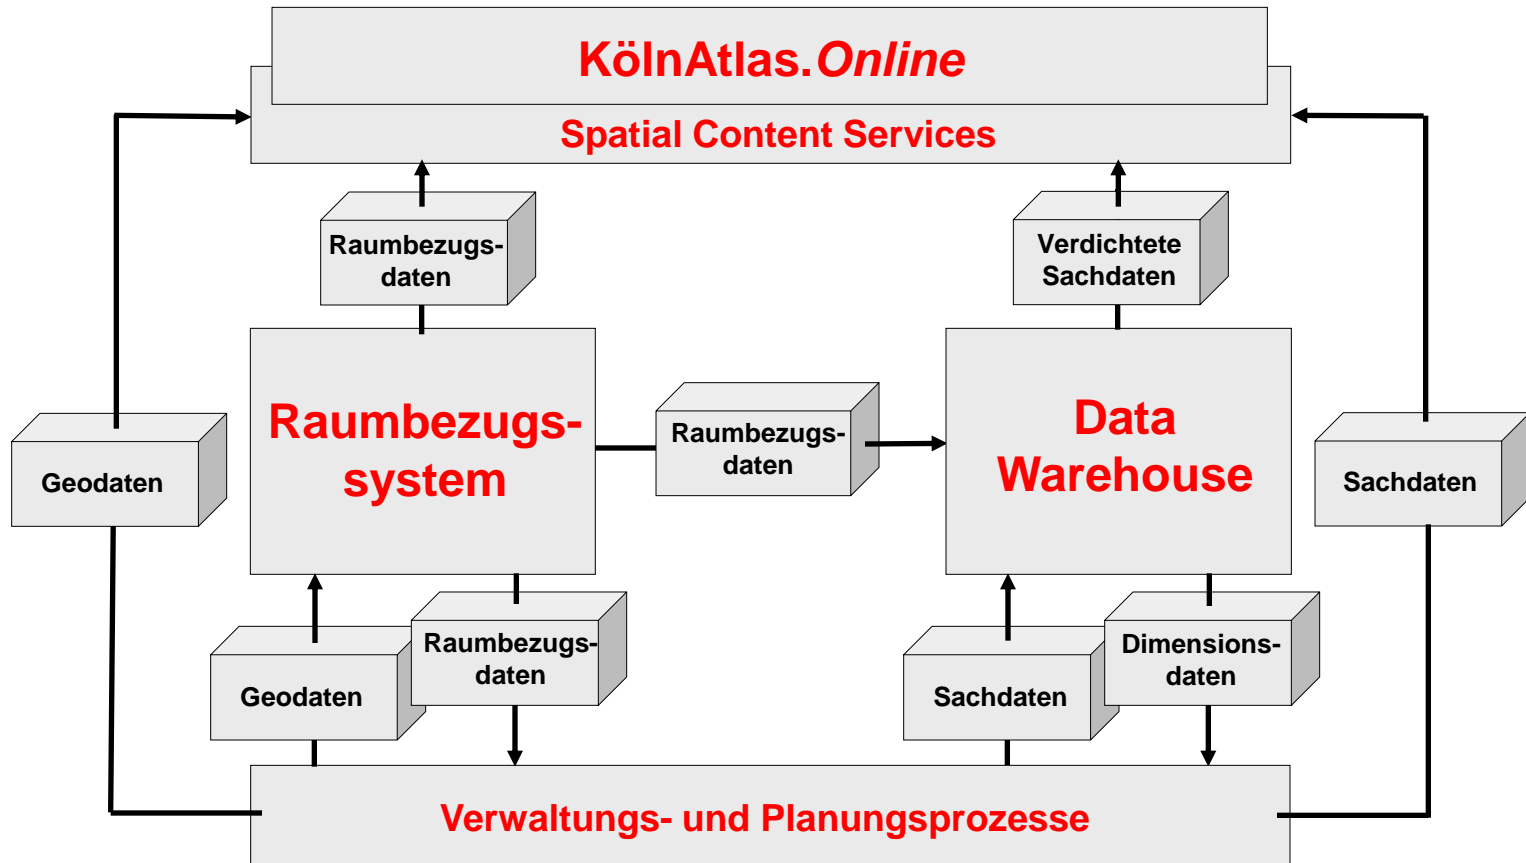 KölnAtlas.Online
Spatial Content Services
Raumbezugs-
daten
Verdichtete
Sachdaten
Geodaten
Raumbezugs-
system
Raumbezugs-
daten
Data
Warehouse
Sachdaten
Geodaten
Raumbezugs-
daten
Sachdaten
Dimensions-
daten
Verwaltungs- und Planungsprozesse